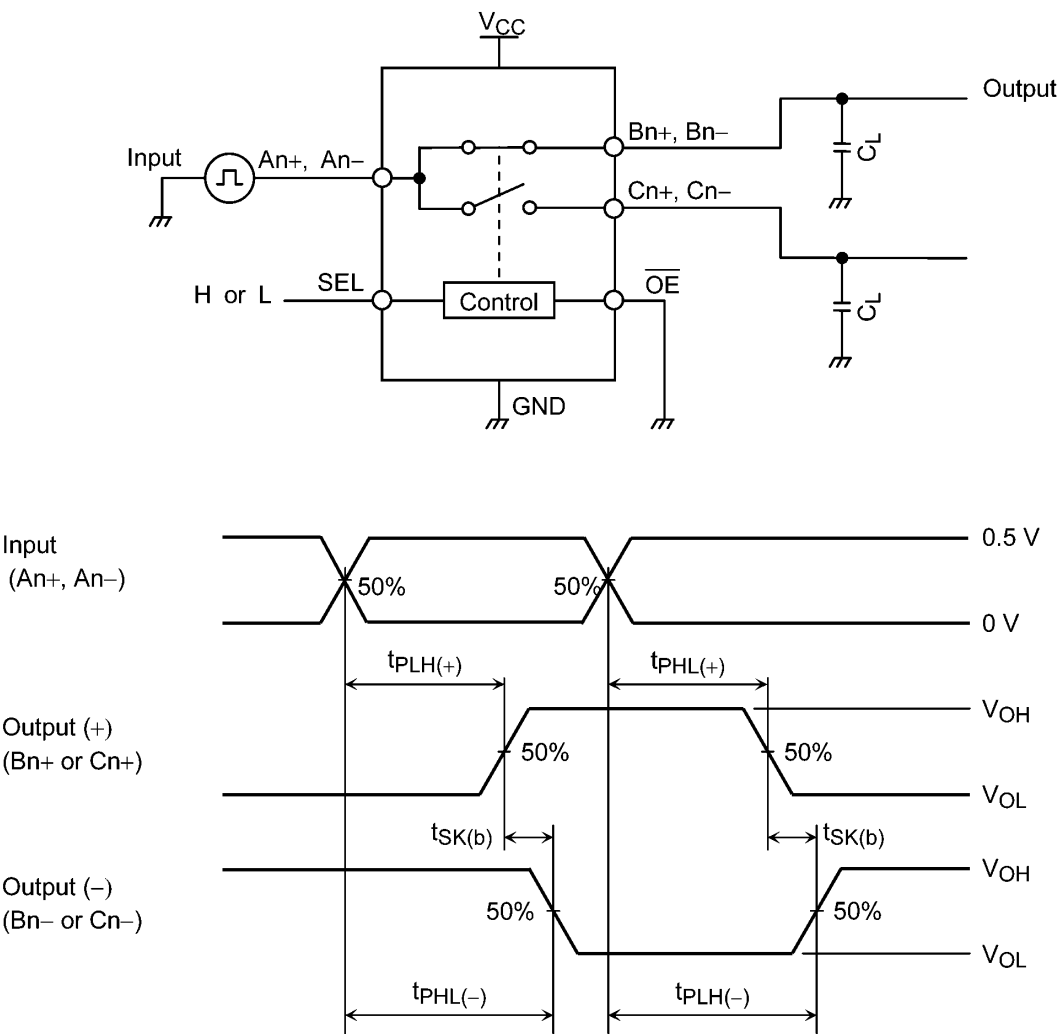 VCC
Output
Bn+, Bn−
CL
Input
An+, An−
Cn+, Cn−
SEL
OE
H or L
Control
CL
GND
Input
(An+, An−)
0.5 V
50%
50%
0 V
tPLH(+)
tPHL(+)
Output (+)
(Bn+ or Cn+)
VOH
50%
50%
VOL
tSK(b)
tSK(b)
Output (−)
(Bn− or Cn−)
VOH
50%
50%
VOL
tPHL(−)
tPLH(−)